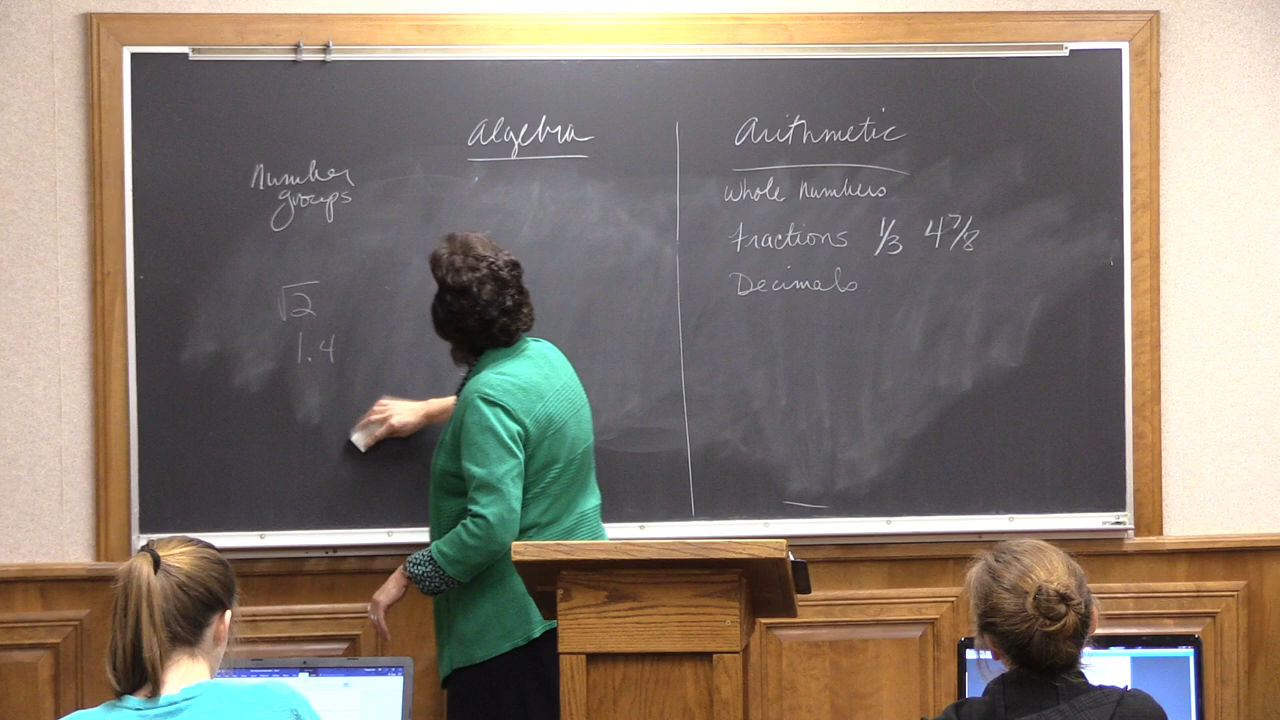 algebra
Number
groups
√2
1.4
Arithmetic
Whole Numbers
Fractions 1/3 4 7/8
Decimals